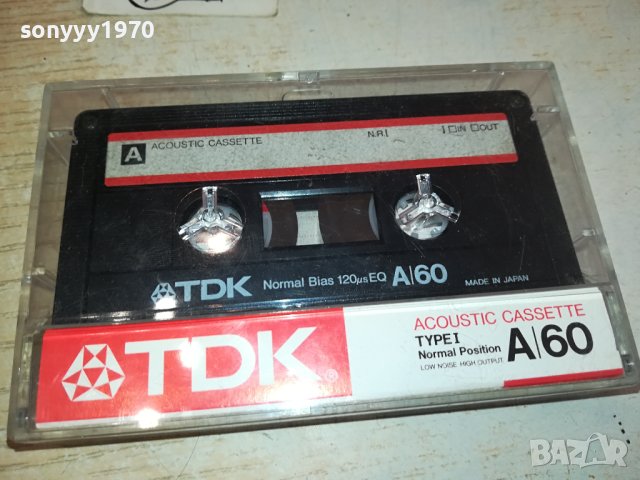 sonyyy1970
A ACOUSTIC CASSETTE N.R. I IN OUT
TDK Normal Bias 120µs EQ A/60 MADE IN JAPAN
TDK
ACOUSTIC CASSETTE
TYPE I
Normal Position A/60
LOW NOISE HIGH OUTPUT
BAZAR